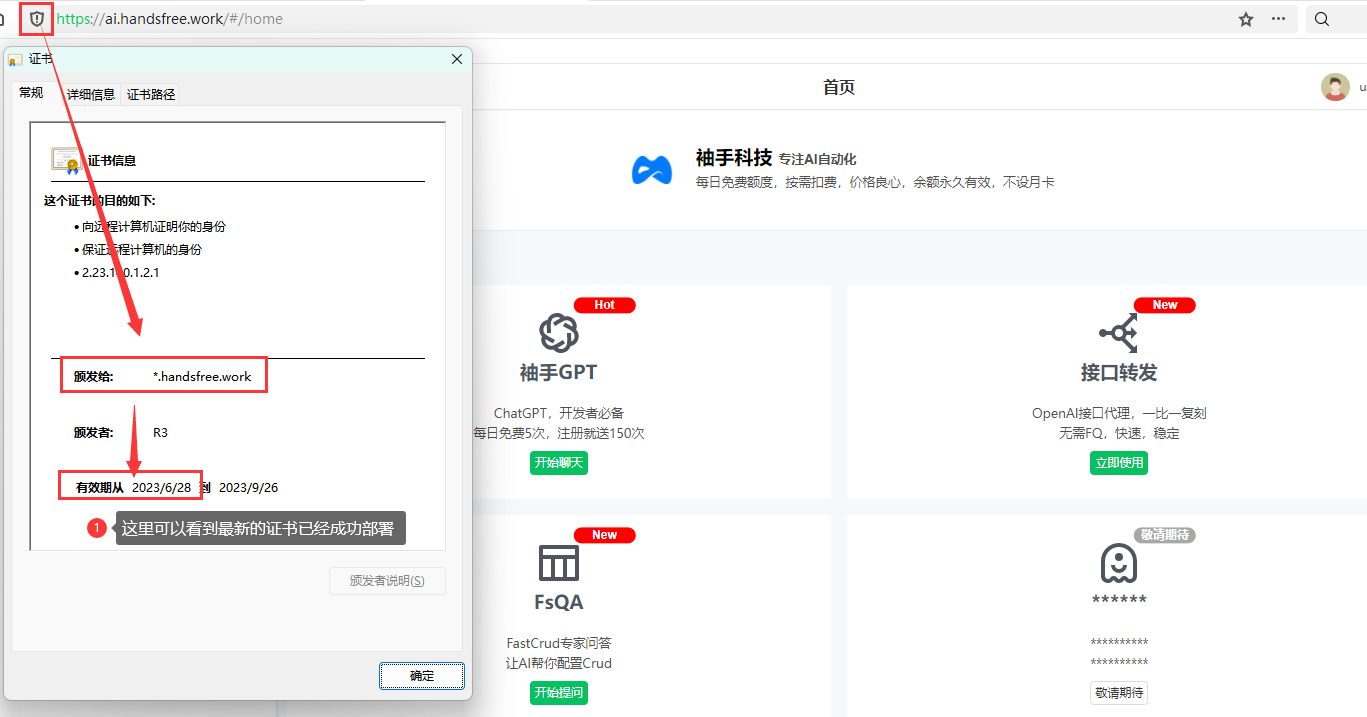 https://ai.handsfree.work/#/home
证书
常规
详细信息
证书路径
证书信息
这个证书的目的如下:
• 向远程计算机证明你的身份
• 保证远程计算机的身份
• 2.23.140.1.2.1
颁发给: *.handsfree.work
颁发者: R3
有效期从 2023/6/28 到 2023/9/26
1 这里可以看到最新的证书已经成功部署
颁发者说明(S)
确定
首页
u
袖手科技 专注AI自动化
每日免费额度，按需扣费，价格良心，余额永久有效，不设月卡
Hot
袖手GPT
ChatGPT，开发者必备
每日免费5次，注册就送150次
开始聊天
New
接口转发
OpenAI接口代理，一比一复刻
无需FQ，快速，稳定
立即使用
New
FsQA
FastCrud专家问答
让AI帮你配置Crud
开始提问
敬请期待
******
**********
**********
敬请期待